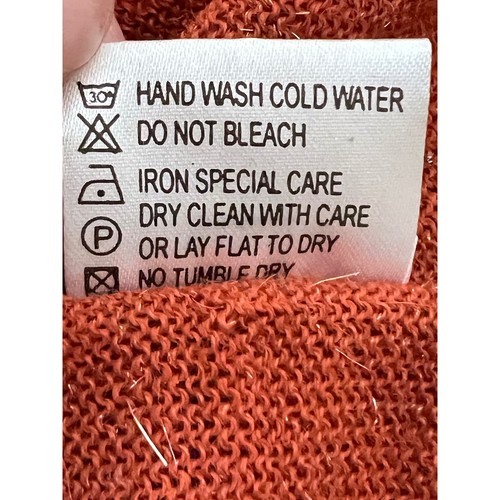 30° HAND WASH COLD WATER
DO NOT BLEACH
IRON SPECIAL CARE
DRY CLEAN WITH CARE
P OR LAY FLAT TO DRY
NO TUMBLE DRY